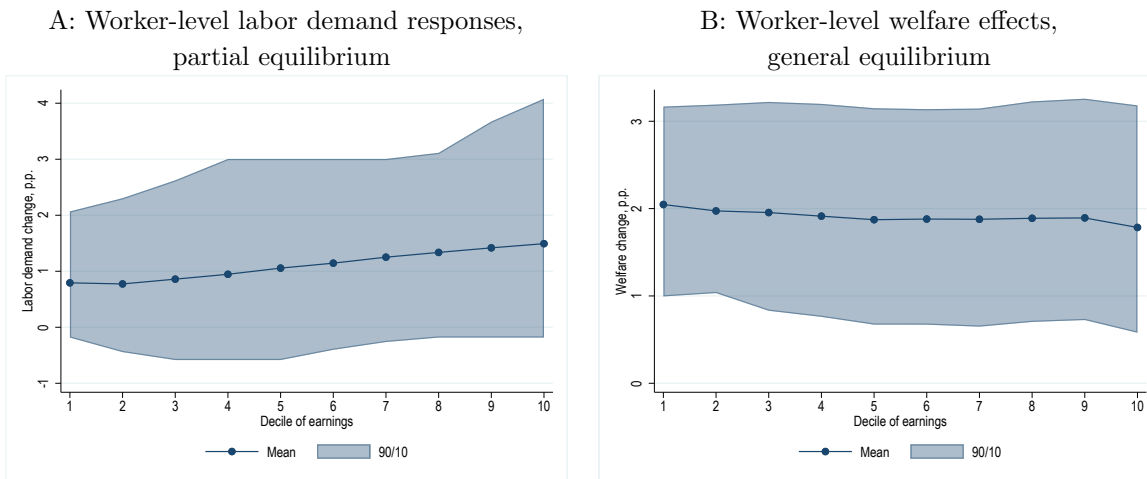 A: Worker-level labor demand responses,
partial equilibrium
Labor demand change, p.p.
4
3
2
1
0
-1
1 2 3 4 5 6 7 8 9 10
Decile of earnings
Mean 90/10
B: Worker-level welfare effects,
general equilibrium
Welfare change, p.p.
3
2
1
0
1 2 3 4 5 6 7 8 9 10
Decile of earnings
Mean 90/10